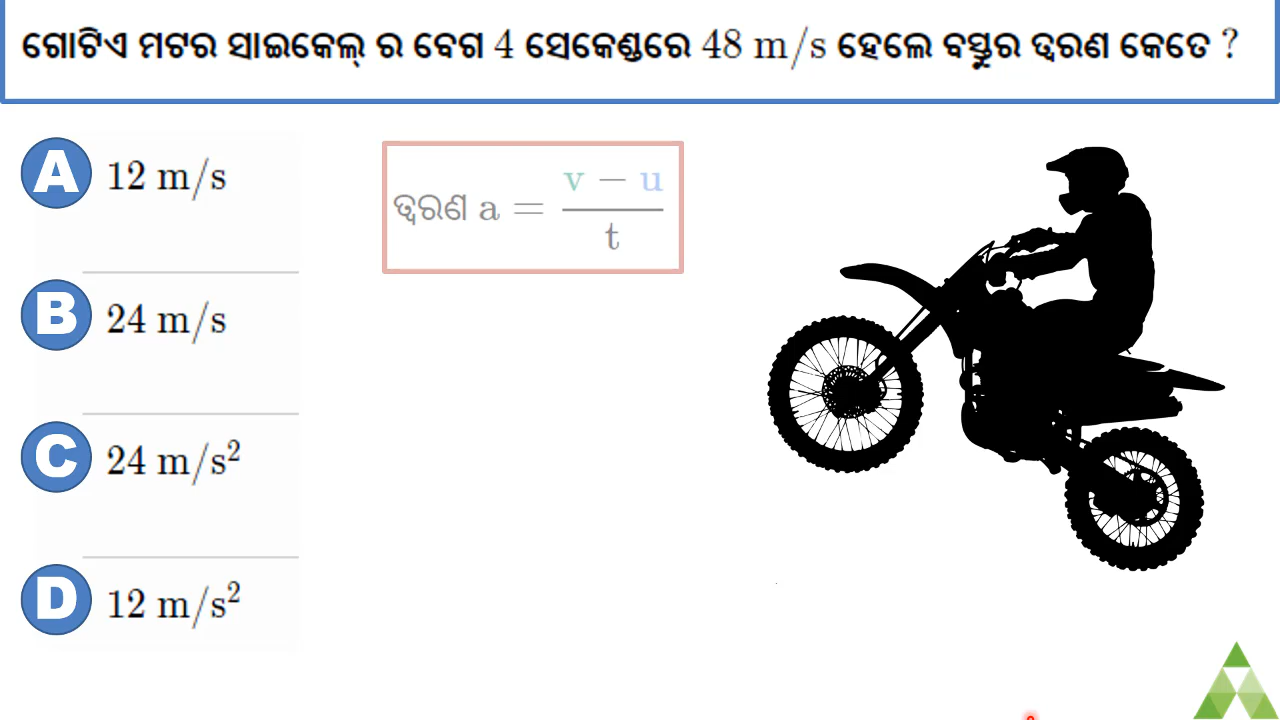 ଗୋଟିଏ ମଟର ସାଇକେଲ୍ ର ବେଗ 4 ସେକେଣ୍ଡରେ 48 m/s ହେଲେ ବସ୍ତୁର ତ୍ୱରଣ କେତେ ?
A 12 m/s
ତ୍ୱରଣ a = (v − u)/t
B 24 m/s
C 24 m/s²
D 12 m/s²